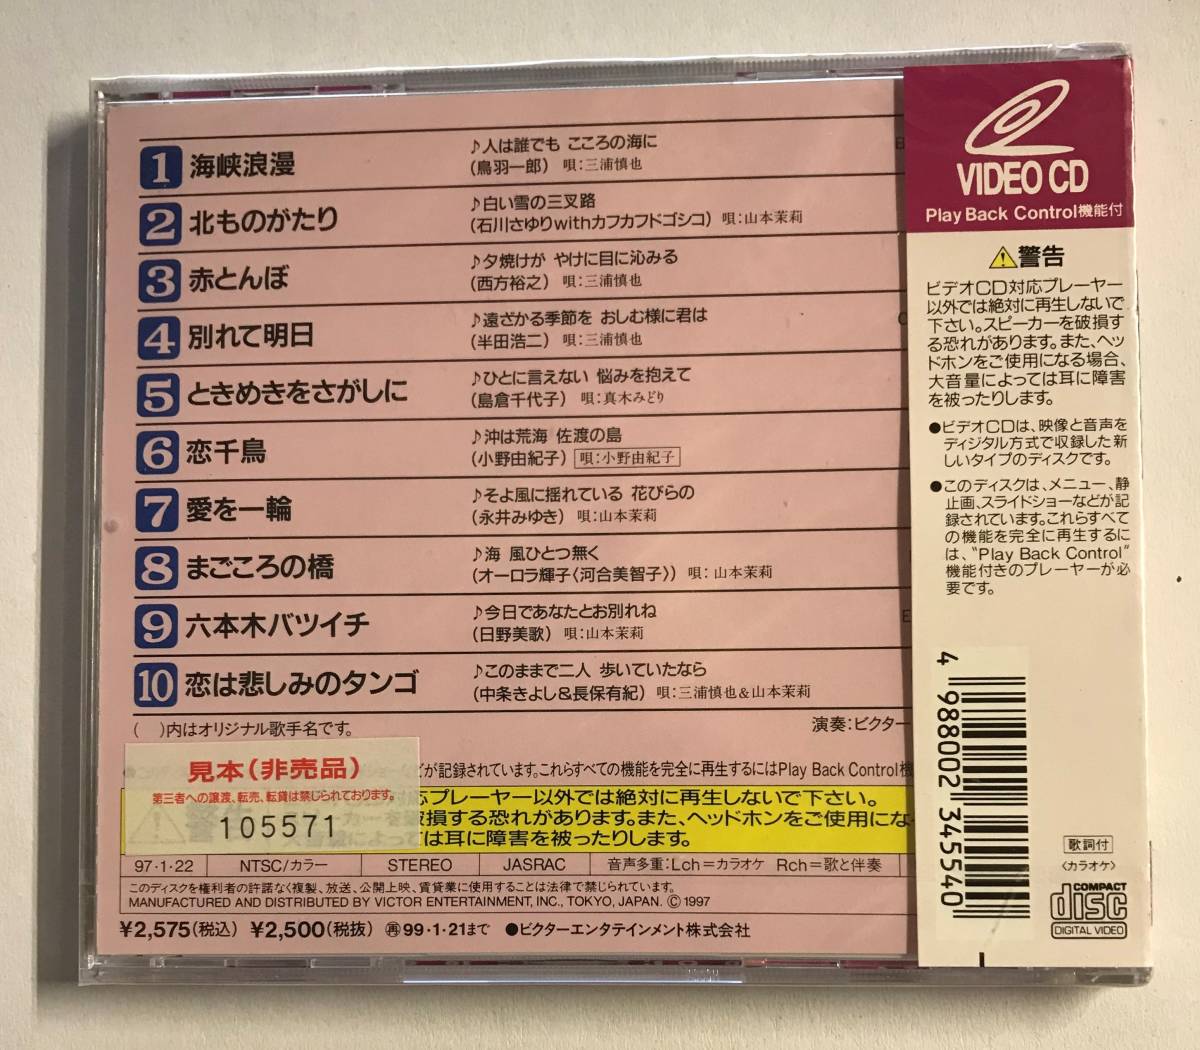 1 海峡浪漫
♪人は誰でも こころの海に
(鳥羽一郎) 唄：三浦慎也
2 北ものがたり
♪白い雪の三叉路
(石川さゆりwithカフカフドゴシコ) 唄：山本茉莉
3 赤とんぼ
♪夕焼けが やけに目に沁みる
(西方裕之) 唄：三浦慎也
4 別れて明日
♪遠ざかる季節を おしむ様に君は
(半田浩二) 唄：三浦慎也
5 ときめきをさがしに
♪ひとに言えない 悩みを抱えて
(島倉千代子) 唄：真木みどり
6 恋千鳥
♪沖は荒海 佐渡の島
(小野由紀子) 唄：小野由紀子
7 愛を一輪
♪そよ風に揺れている 花びらの
(永井みゆき) 唄：山本茉莉
8 まごころの橋
♪海 風ひとつ無く
(オーロラ輝子〈河合美智子〉) 唄：山本茉莉
9 六本木バツイチ
♪今日であなたとお別れね
(日野美歌) 唄：山本茉莉
10 恋は悲しみのタンゴ
♪このままで二人 歩いていたなら
(中条きよし&長保有紀) 唄：三浦慎也&山本茉莉
( )内はオリジナル歌手名です。
演奏：ビクター
見本(非売品)
第三者への譲渡、転売、転貸は禁じられております。
105571
が記録されています。これらすべての機能を完全に再生するにはPlay Back Control機
応プレーヤー以外では絶対に再生しないで下さい。
破損する恐れがあります。また、ヘッドホンをご使用にな
警告
ては耳に障害を被ったりします。
97・1・22 NTSC/カラー STEREO JASRAC 音声多重：Lch＝カラオケ Rch＝歌と伴奏
このディスクを権利者の許諾なく複製、放送、公開上映、賃貸業に使用することは法律で禁じられています。
MANUFACTURED AND DISTRIBUTED BY VICTOR ENTERTAINMENT, INC., TOKYO, JAPAN. Ⓒ 1997
¥2,575(税込) ¥2,500(税抜) ㊢99・1・21まで ●ビクターエンタテインメント株式会社
VIDEO CD
Play Back Control機能付
⚠警告
ビデオCD対応プレーヤー
以外では絶対に再生しないで
下さい。スピーカーを破損す
る恐れがあります。また、ヘッ
ドホンをご使用になる場合、
大音量によっては耳に障害
を被ったりします。
●ビデオCDは、映像と音声を
ディジタル方式で収録した新
しいタイプのディスクです。
●このディスクは、メニュー、静
止画、スライドショーなどが記
録されています。これらすべて
の機能を完全に再生するに
は、“Play Back Control”
機能付きのプレーヤーが必
要です。
4 988002 345540
歌詞付
〈カラオケ〉
COMPACT
disc
DIGITAL VIDEO